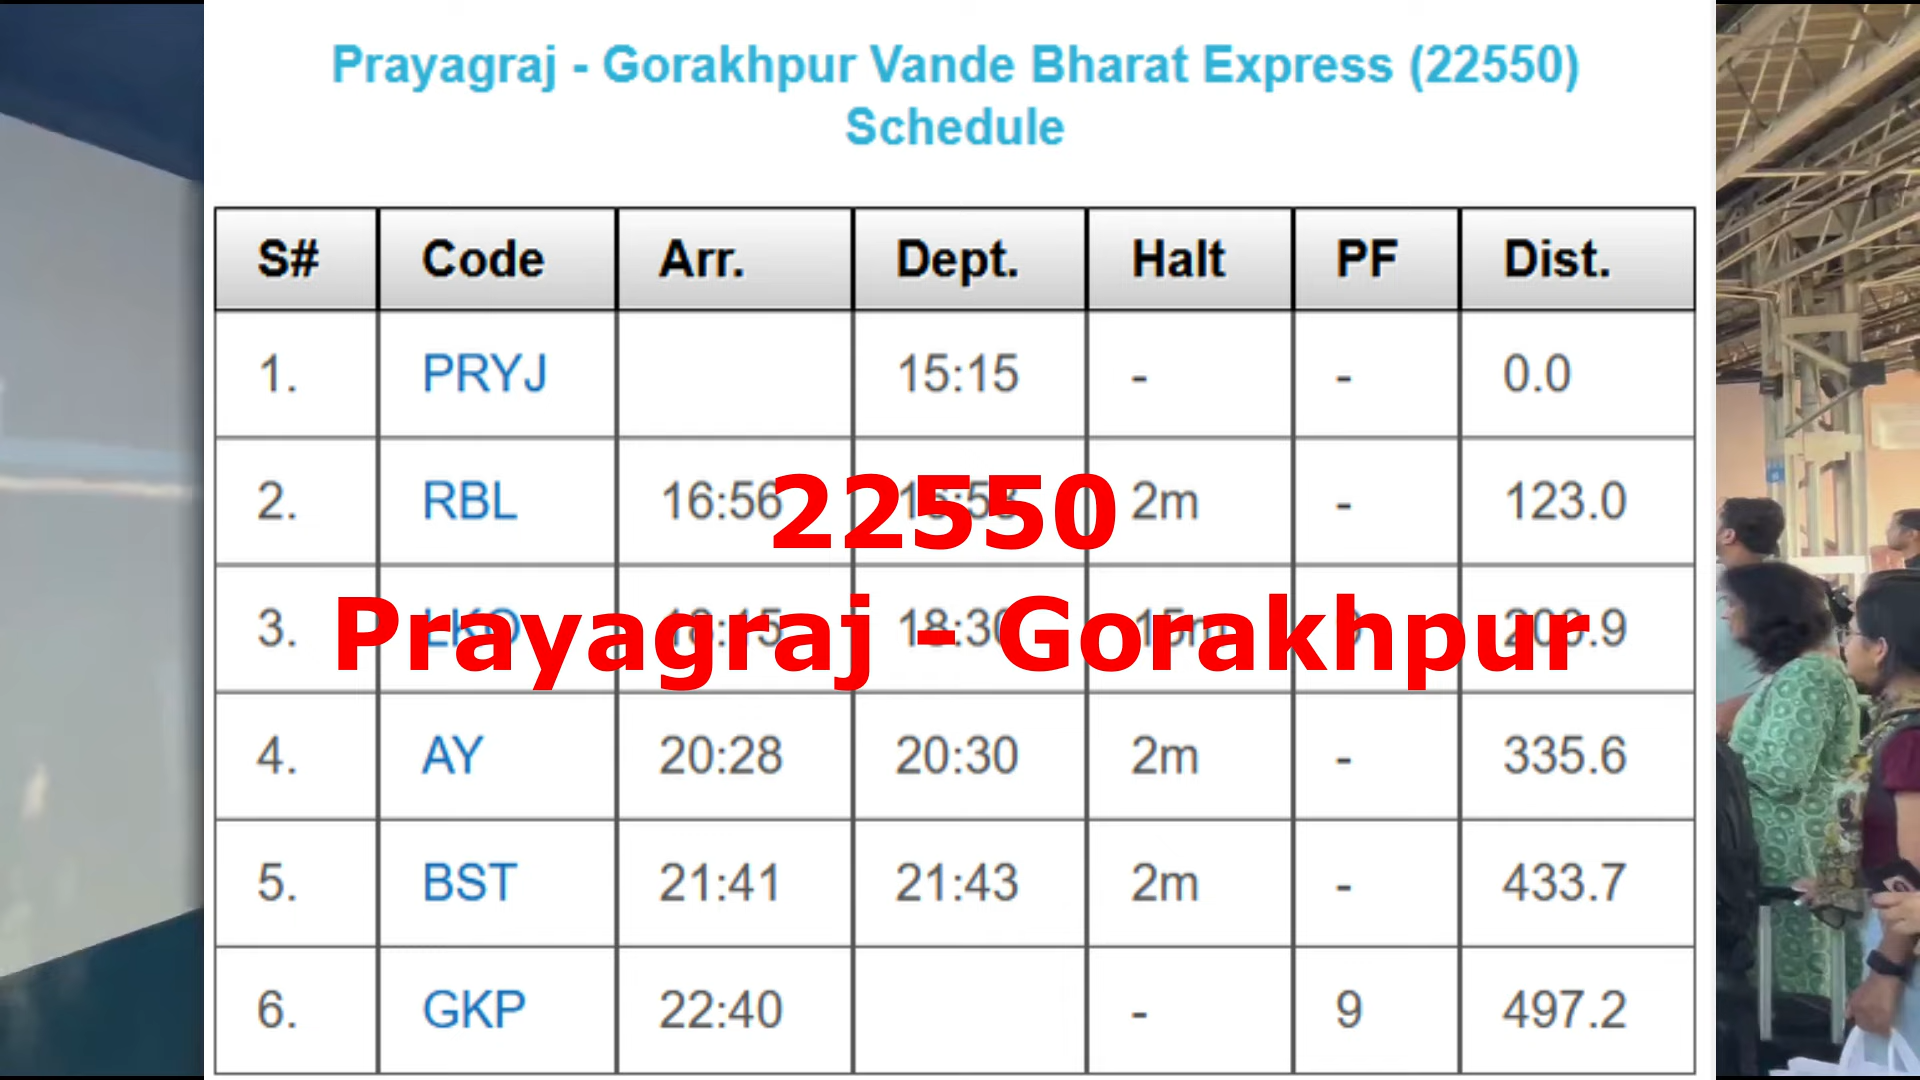 Prayagraj - Gorakhpur Vande Bharat Express (22550)
Schedule
S# Code Arr. Dept. Halt PF Dist.
1. PRYJ 15:15 - - 0.0
2. RBL 16:56 2m - 123.0
22550
3.
Prayagraj - Gorakhpur
4. AY 20:28 20:30 2m - 335.6
5. BST 21:41 21:43 2m - 433.7
6. GKP 22:40 - 9 497.2